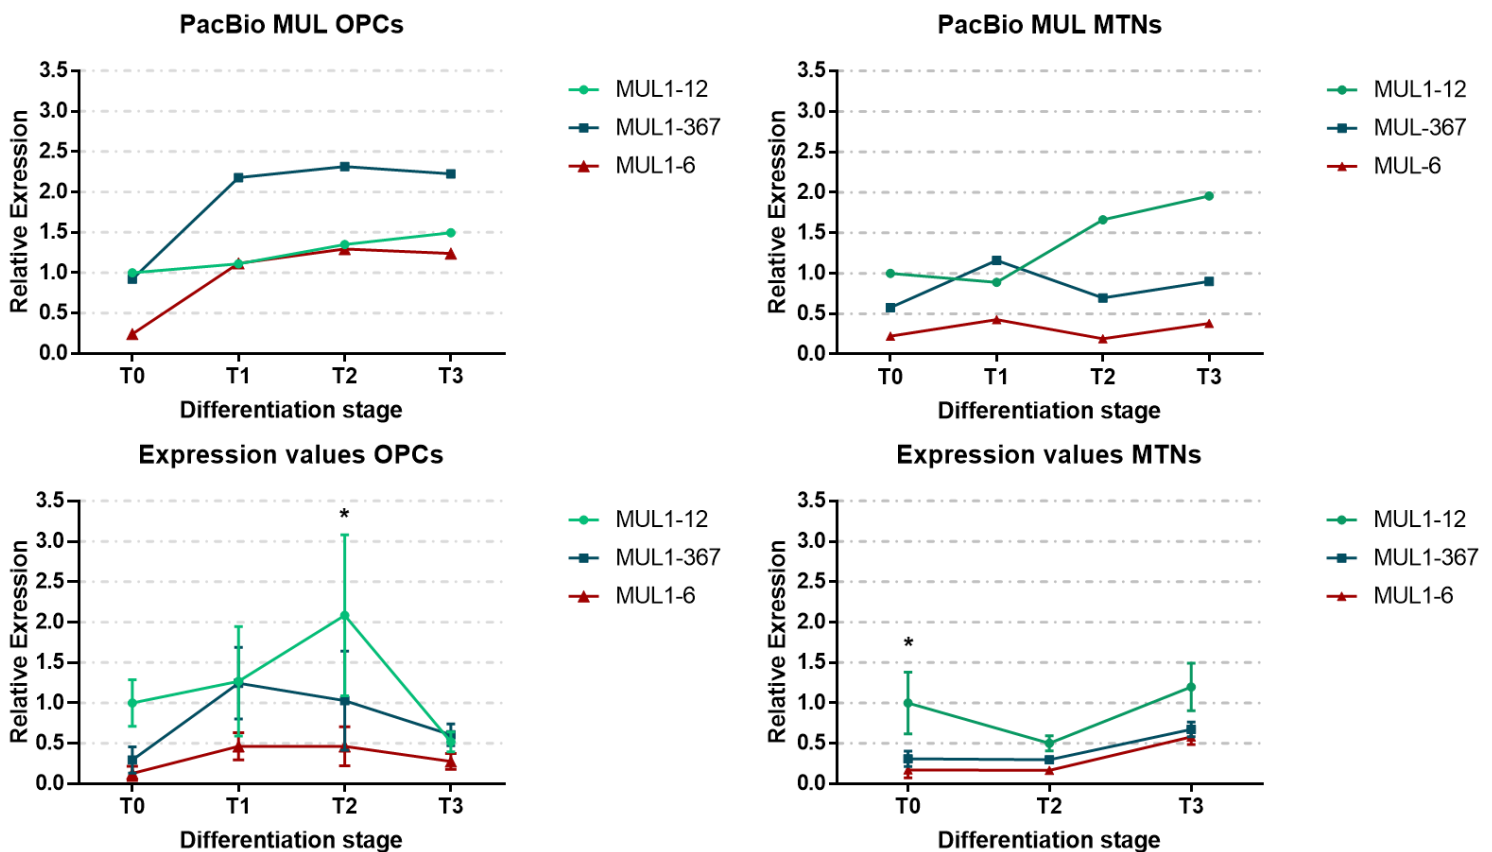 PacBio MUL OPCs
3.5
3.0
2.5
2.0
1.5
1.0
0.5
0.0
Relative Exression
T0 T1 T2 T3
Differentiation stage
MUL1-12
MUL1-367
MUL1-6
PacBio MUL MTNs
3.5
3.0
2.5
2.0
1.5
1.0
0.5
0.0
Relative Exression
T0 T1 T2 T3
Differentiation stage
MUL1-12
MUL-367
MUL-6
Expression values OPCs
3.5
3.0
2.5
2.0
1.5
1.0
0.5
0.0
Relative Exression
*
T0 T1 T2 T3
Differentiation stage
MUL1-12
MUL1-367
MUL1-6
Expression values MTNs
3.5
3.0
2.5
2.0
1.5
1.0
0.5
0.0
Relative Exression
*
T0 T2 T3
Differentiation stage
MUL1-12
MUL1-367
MUL1-6